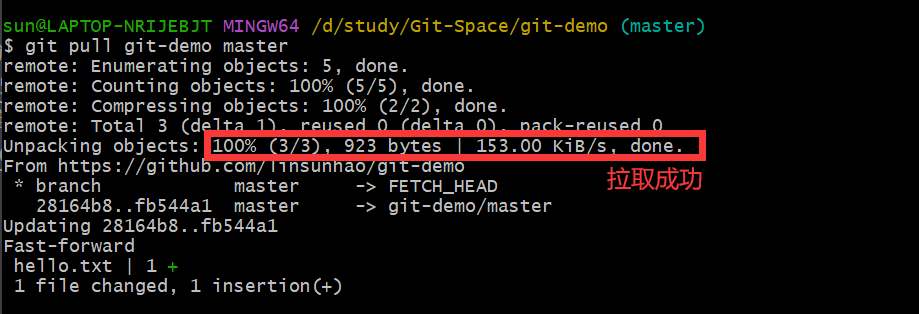 sun@LAPTOP-NRIJEBJT MINGW64 /d/study/Git-Space/git-demo (master)
$ git pull git-demo master
remote: Enumerating objects: 5, done.
remote: Counting objects: 100% (5/5), done.
remote: Compressing objects: 100% (2/2), done.
remote: Total 3 (delta 1), reused 0 (delta 0), pack-reused 0
Unpacking objects: 100% (3/3), 923 bytes | 153.00 KiB/s, done.
From https://github.com/linsunhao/git-demo
拉取成功
 * branch            master     -> FETCH_HEAD
   28164b8..fb544a1  master     -> git-demo/master
Updating 28164b8..fb544a1
Fast-forward
 hello.txt | 1 +
 1 file changed, 1 insertion(+)